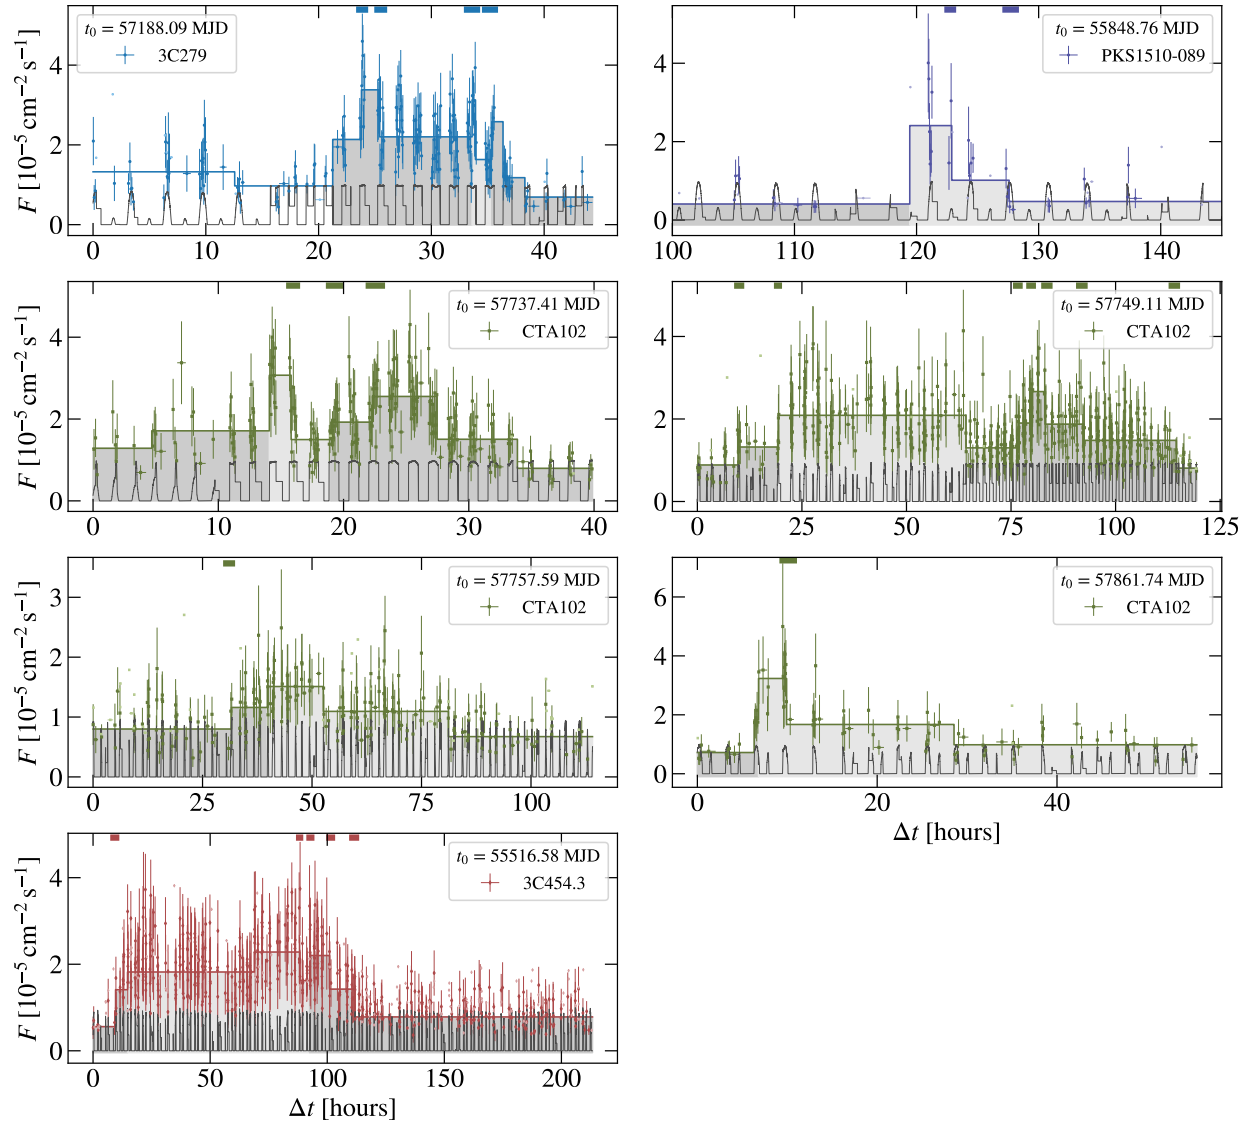 F [10⁻⁵ cm⁻² s⁻¹]
4
2
0
t₀ = 57188.09 MJD
3C279
0 10 20 30 40
4
2
0
t₀ = 55848.76 MJD
PKS1510-089
100 110 120 130 140
F [10⁻⁵ cm⁻² s⁻¹]
4
2
0
t₀ = 57737.41 MJD
CTA102
0 10 20 30 40
4
2
0
t₀ = 57749.11 MJD
CTA102
0 25 50 75 100 125
F [10⁻⁵ cm⁻² s⁻¹]
3
2
1
0
t₀ = 57757.59 MJD
CTA102
0 25 50 75 100
6
4
2
0
t₀ = 57861.74 MJD
CTA102
0 20 40
Δt [hours]
F [10⁻⁵ cm⁻² s⁻¹]
4
2
0
t₀ = 55516.58 MJD
3C454.3
0 50 100 150 200
Δt [hours]